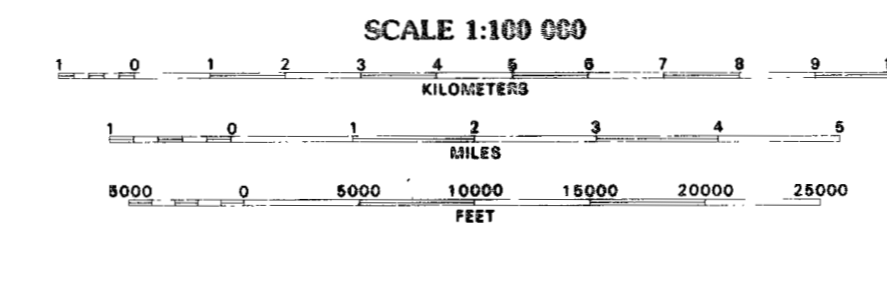 SCALE 1:100 000
1 0 1 2 3 4 5 6 7 8 9
KILOMETERS
1 0 1 2 3 4 5
MILES
5000 0 5000 10000 15000 20000 25000
FEET